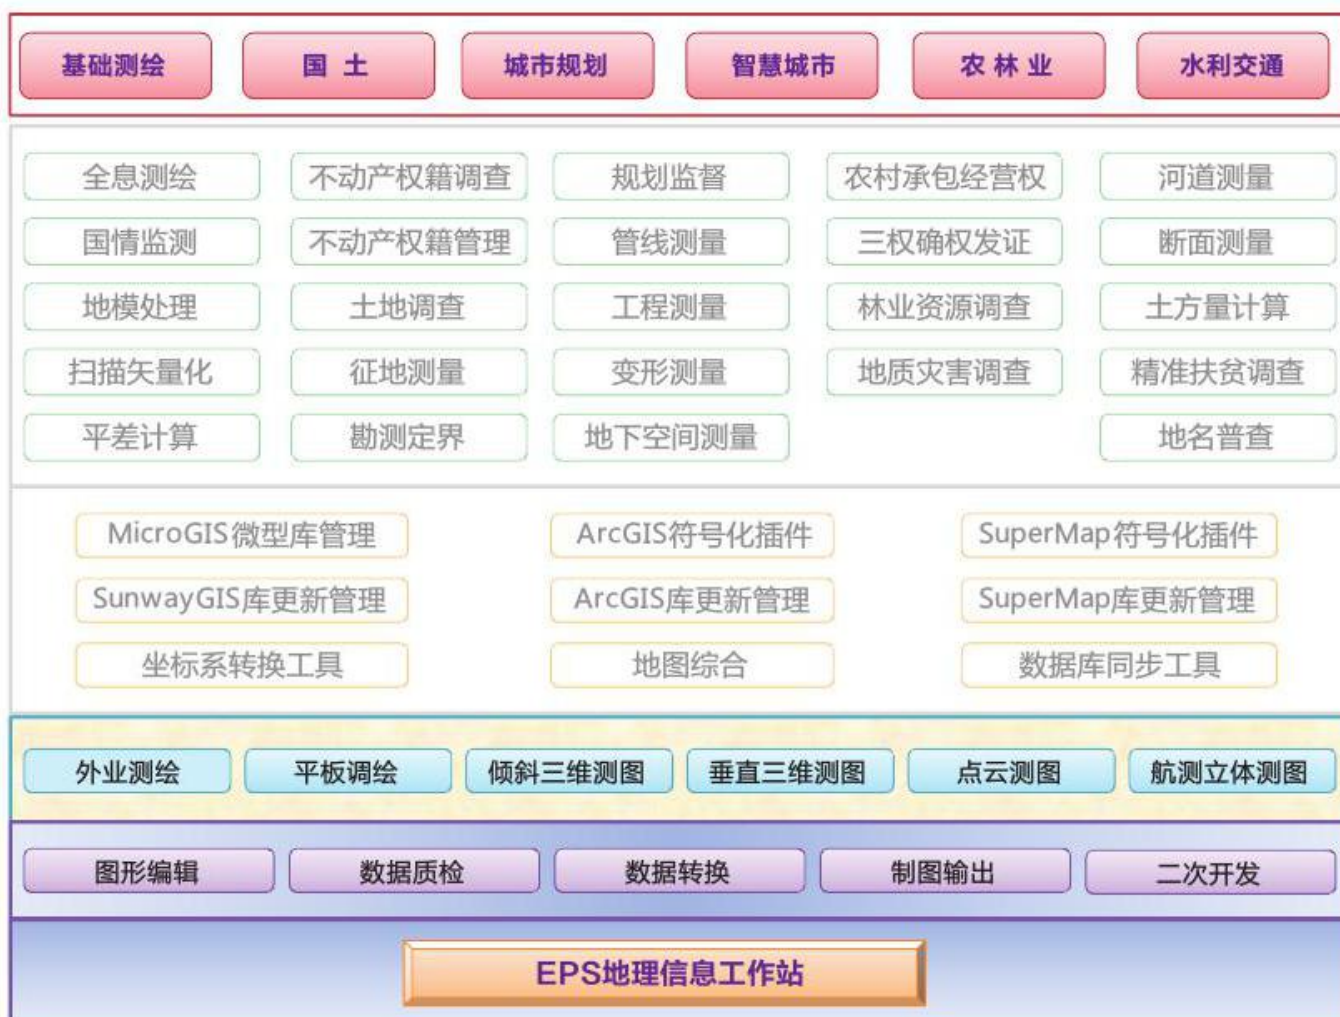 基础测绘 国 土 城市规划 智慧城市 农 林 业 水利交通
全息测绘 不动产权籍调查 规划监督 农村承包经营权 河道测量
国情监测 不动产权籍管理 管线测量 三权确权发证 断面测量
地模处理 土地调查 工程测量 林业资源调查 土方量计算
扫描矢量化 征地测量 变形测量 地质灾害调查 精准扶贫调查
平差计算 勘测定界 地下空间测量 地名普查
MicroGIS微型库管理 ArcGIS符号化插件 SuperMap符号化插件
SunwayGIS库更新管理 ArcGIS库更新管理 SuperMap库更新管理
坐标系转换工具 地图综合 数据库同步工具
外业测绘 平板调绘 倾斜三维测图 垂直三维测图 点云测图 航测立体测图
图形编辑 数据质检 数据转换 制图输出 二次开发
EPS地理信息工作站